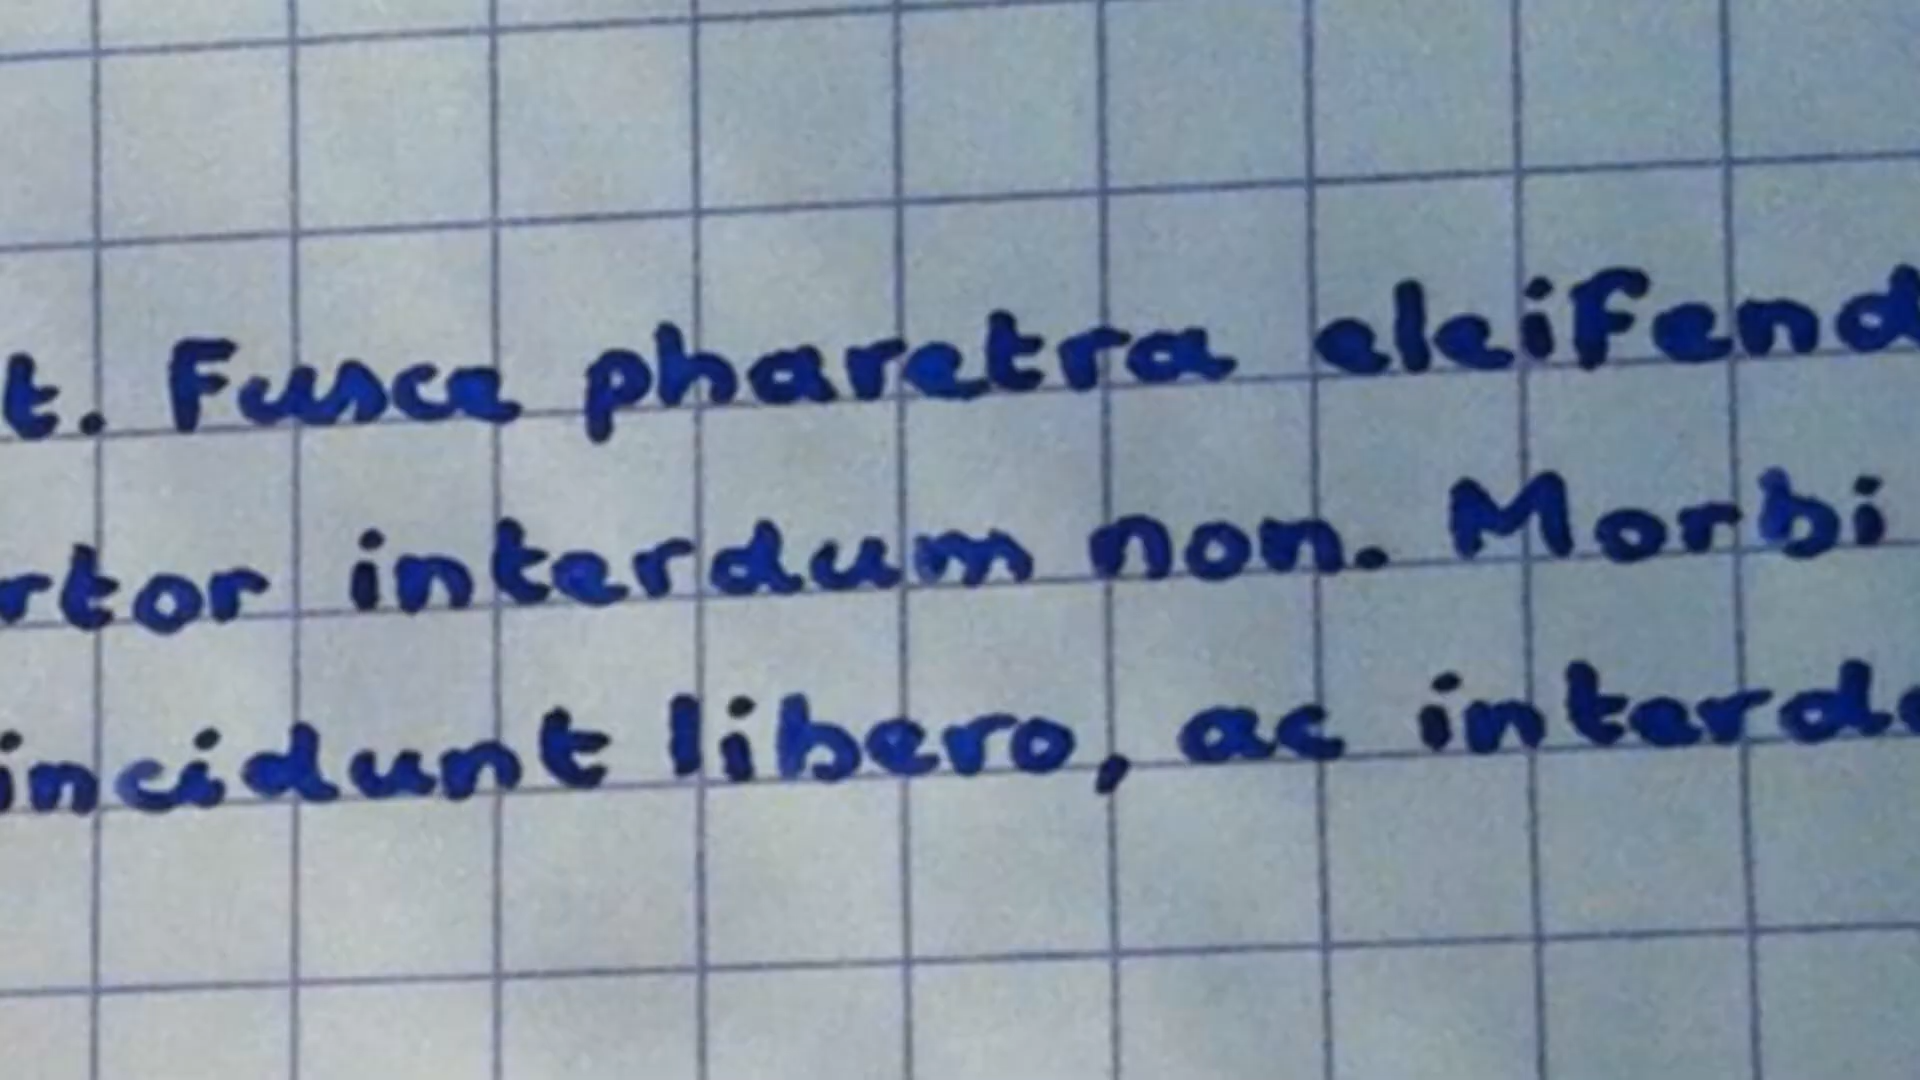 t. Fusce pharetra eleifend
rtor interdum non. Morbi
incidunt libero, ac interd